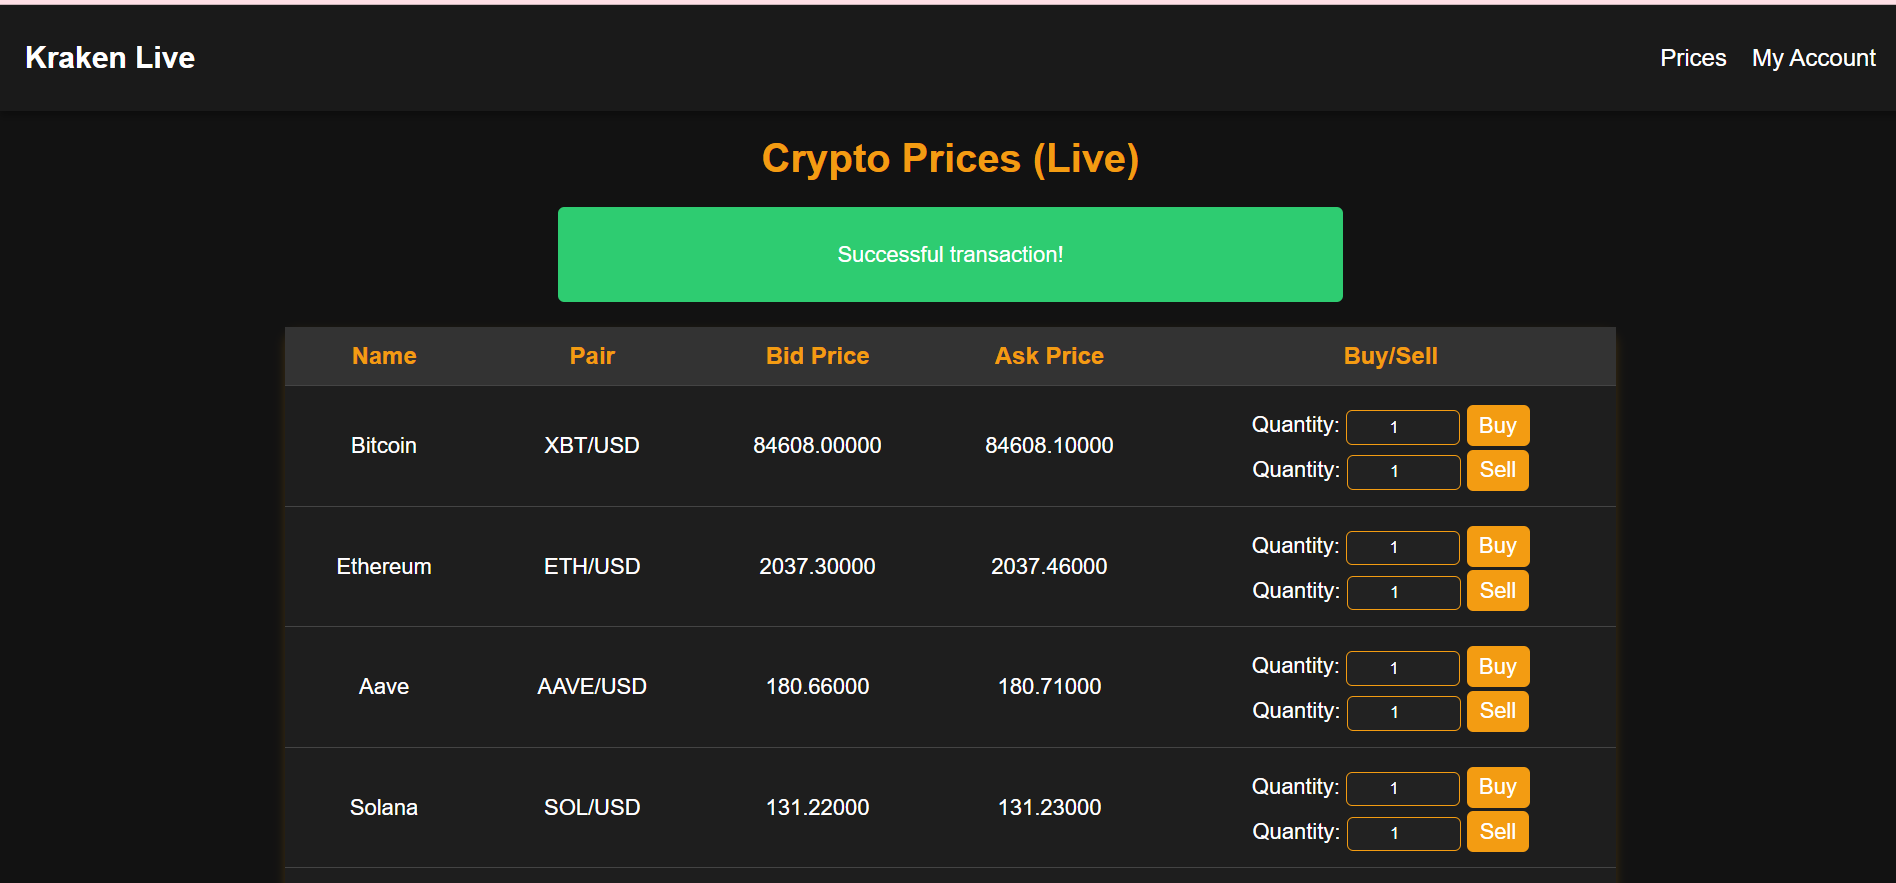 Kraken Live
Prices My Account
Crypto Prices (Live)
Successful transaction!
Name Pair Bid Price Ask Price Buy/Sell
Bitcoin XBT/USD 84608.00000 84608.10000
Quantity: 1 Buy
Quantity: 1 Sell
Ethereum ETH/USD 2037.30000 2037.46000
Quantity: 1 Buy
Quantity: 1 Sell
Aave AAVE/USD 180.66000 180.71000
Quantity: 1 Buy
Quantity: 1 Sell
Solana SOL/USD 131.22000 131.23000
Quantity: 1 Buy
Quantity: 1 Sell